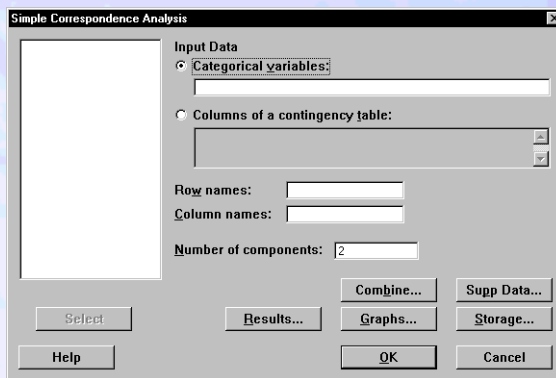 Simple Correspondence Analysis
Input Data
Categorical variables:
Columns of a contingency table:
Row names:
Column names:
Number of components: 2
Combine... Supp Data...
Select Results... Graphs... Storage...
Help OK Cancel